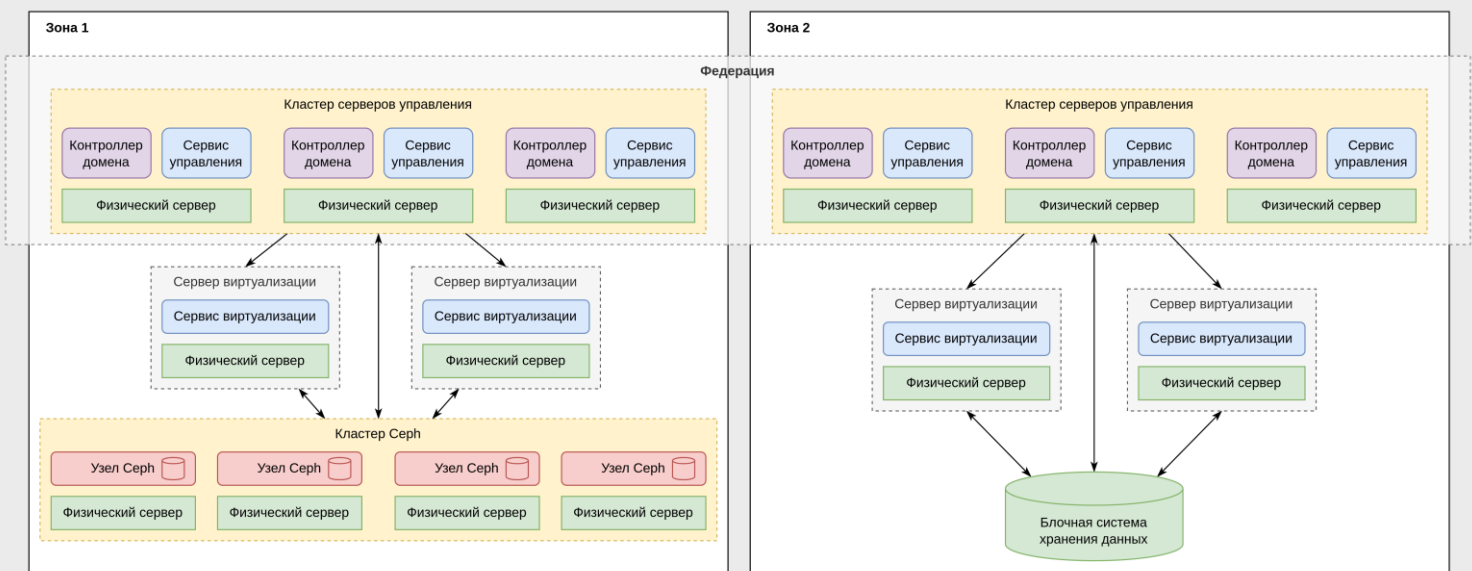 Зона 1
Зона 2
Федерация
Кластер серверов управления
Контроллер
домена
Сервис
управления
Контроллер
домена
Сервис
управления
Контроллер
домена
Сервис
управления
Физический сервер
Физический сервер
Физический сервер
Кластер серверов управления
Контроллер
домена
Сервис
управления
Контроллер
домена
Сервис
управления
Контроллер
домена
Сервис
управления
Физический сервер
Физический сервер
Физический сервер
Сервер виртуализации
Сервис виртуализации
Физический сервер
Сервер виртуализации
Сервис виртуализации
Физический сервер
Сервер виртуализации
Сервис виртуализации
Физический сервер
Сервер виртуализации
Сервис виртуализации
Физический сервер
Кластер Ceph
Узел Ceph
Узел Ceph
Узел Ceph
Узел Ceph
Физический сервер
Физический сервер
Физический сервер
Физический сервер
Блочная система
хранения данных